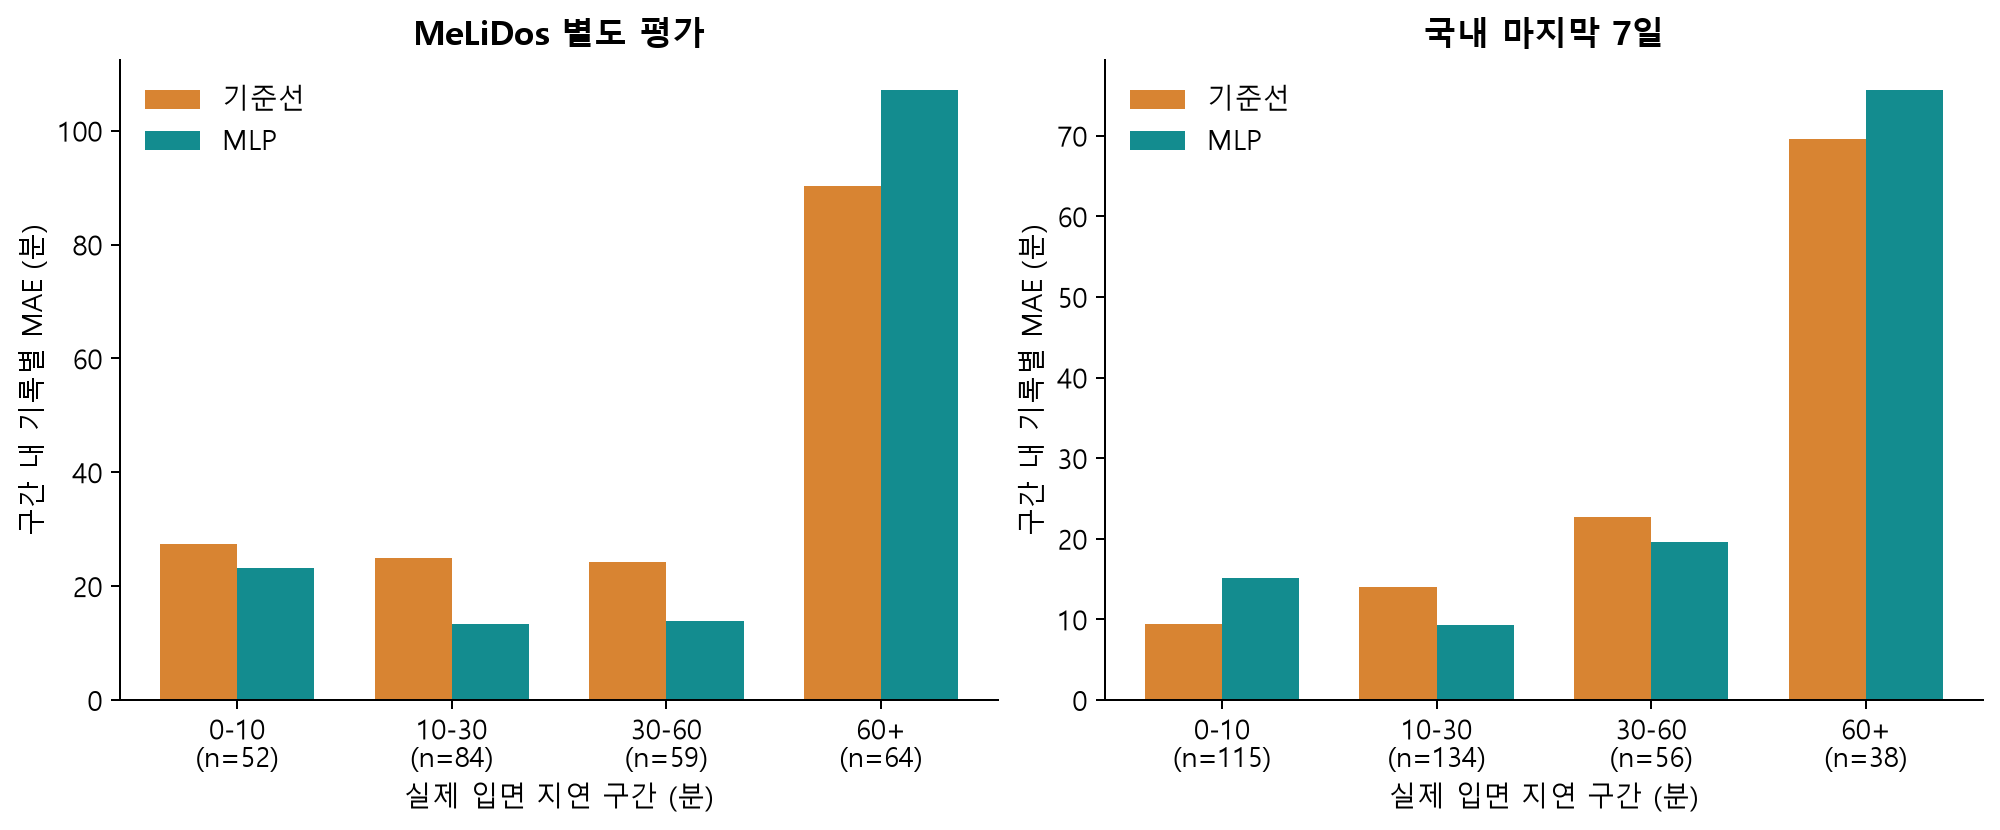 MeLiDos 별도 평가
기준선
MLP
구간 내 기록별 MAE (분)
100
80
60
40
20
0
0-10
(n=52)
10-30
(n=84)
30-60
(n=59)
60+
(n=64)
실제 입면 지연 구간 (분)
국내 마지막 7일
기준선
MLP
구간 내 기록별 MAE (분)
70
60
50
40
30
20
10
0
0-10
(n=115)
10-30
(n=134)
30-60
(n=56)
60+
(n=38)
실제 입면 지연 구간 (분)